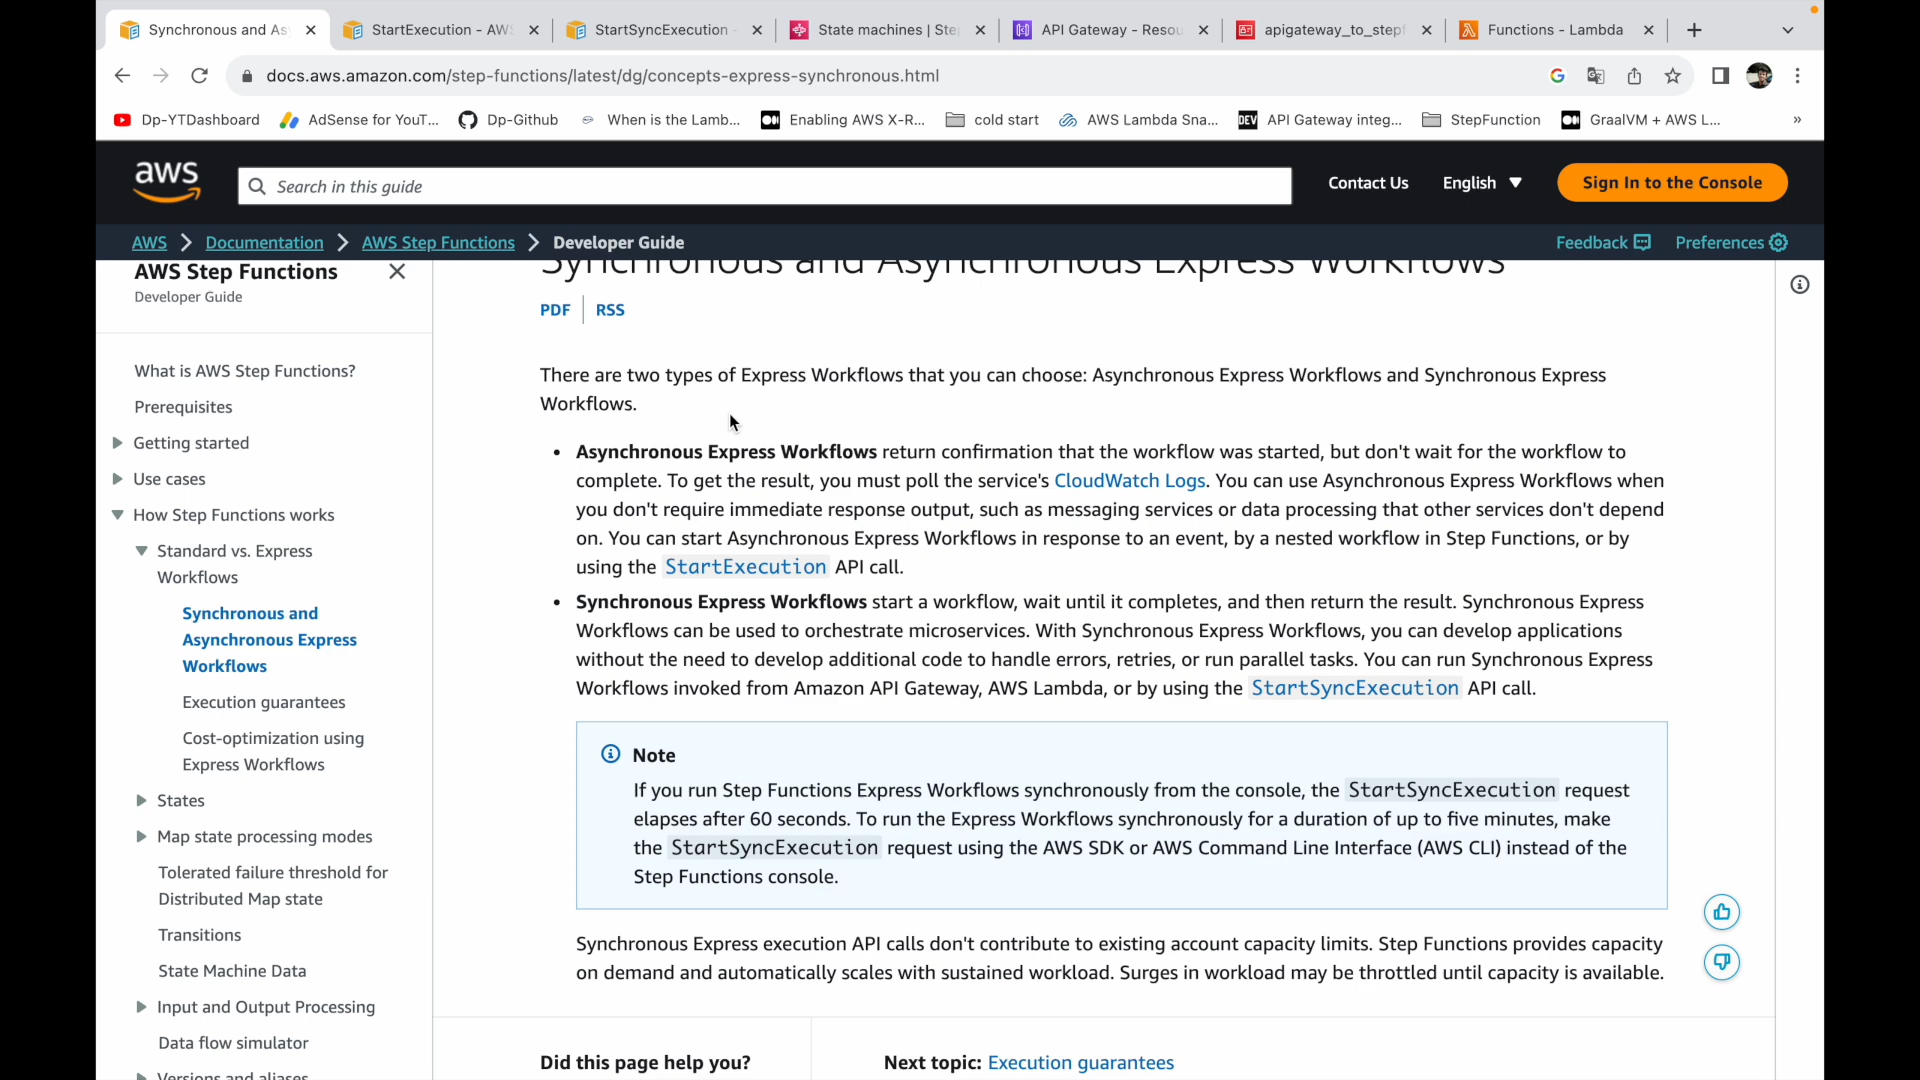 Synchronous and As
StartExecution - AWS
StartSyncExecution -
State machines | Step
API Gateway - Resou
apigateway_to_stepf
Functions - Lambda
docs.aws.amazon.com/step-functions/latest/dg/concepts-express-synchronous.html
Dp-YTDashboard
AdSense for YouT...
Dp-Github
When is the Lamb...
Enabling AWS X-R...
cold start
AWS Lambda Sna...
DEV
API Gateway integ...
StepFunction
GraalVM + AWS L...
»
aws
Search in this guide
Contact Us
English
Sign In to the Console
AWS
Documentation
AWS Step Functions
Developer Guide
Feedback
Preferences
AWS Step Functions
Developer Guide
What is AWS Step Functions?
Prerequisites
Getting started
Use cases
How Step Functions works
Standard vs. Express
Workflows
Synchronous and
Asynchronous Express
Workflows
Execution guarantees
Cost-optimization using
Express Workflows
States
Map state processing modes
Tolerated failure threshold for
Distributed Map state
Transitions
State Machine Data
Input and Output Processing
Data flow simulator
Versions and aliases
Synchronous and Asynchronous Express Workflows
PDF
RSS
There are two types of Express Workflows that you can choose: Asynchronous Express Workflows and Synchronous Express
Workflows.
• Asynchronous Express Workflows return confirmation that the workflow was started, but don't wait for the workflow to
complete. To get the result, you must poll the service's CloudWatch Logs. You can use Asynchronous Express Workflows when
you don't require immediate response output, such as messaging services or data processing that other services don't depend
on. You can start Asynchronous Express Workflows in response to an event, by a nested workflow in Step Functions, or by
using the StartExecution API call.
• Synchronous Express Workflows start a workflow, wait until it completes, and then return the result. Synchronous Express
Workflows can be used to orchestrate microservices. With Synchronous Express Workflows, you can develop applications
without the need to develop additional code to handle errors, retries, or run parallel tasks. You can run Synchronous Express
Workflows invoked from Amazon API Gateway, AWS Lambda, or by using the StartSyncExecution API call.
Note
If you run Step Functions Express Workflows synchronously from the console, the StartSyncExecution request
elapses after 60 seconds. To run the Express Workflows synchronously for a duration of up to five minutes, make
the StartSyncExecution request using the AWS SDK or AWS Command Line Interface (AWS CLI) instead of the
Step Functions console.
Synchronous Express execution API calls don't contribute to existing account capacity limits. Step Functions provides capacity
on demand and automatically scales with sustained workload. Surges in workload may be throttled until capacity is available.
Did this page help you?
Next topic: Execution guarantees